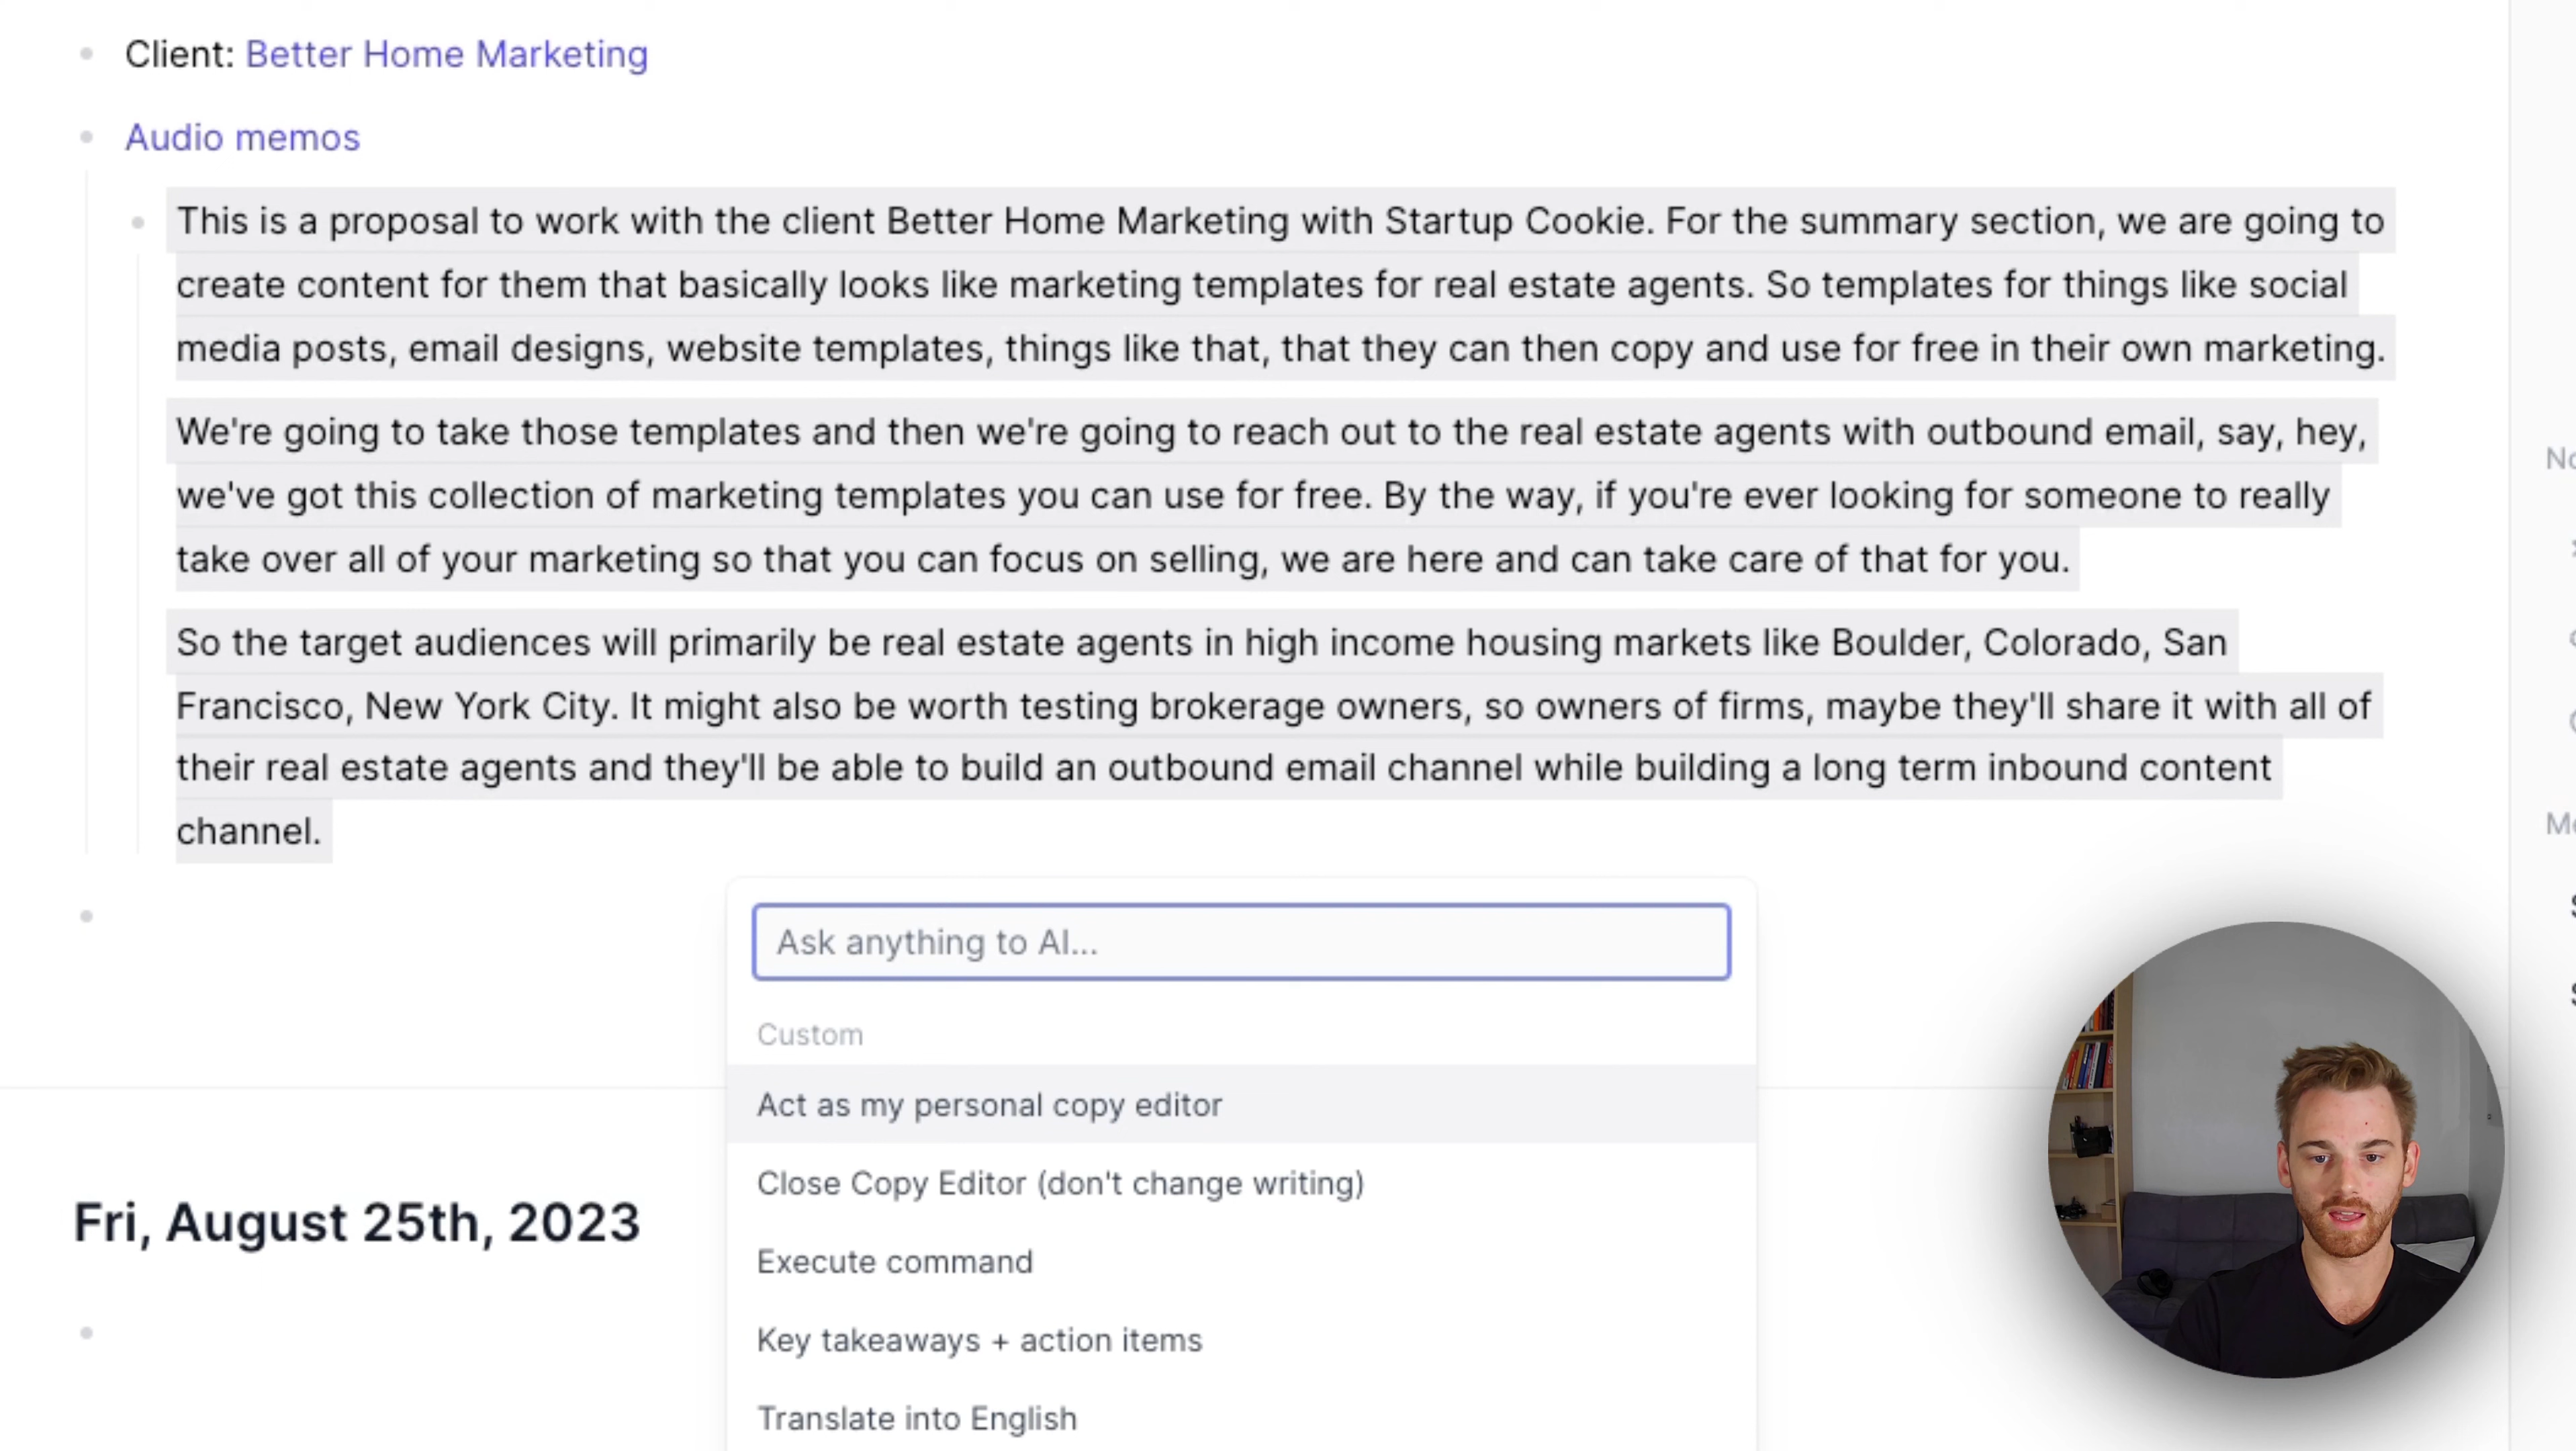 Client: Better Home Marketing
Audio memos
This is a proposal to work with the client Better Home Marketing with Startup Cookie. For the summary section, we are going to
create content for them that basically looks like marketing templates for real estate agents. So templates for things like social
media posts, email designs, website templates, things like that, that they can then copy and use for free in their own marketing.
We're going to take those templates and then we're going to reach out to the real estate agents with outbound email, say, hey,
we've got this collection of marketing templates you can use for free. By the way, if you're ever looking for someone to really
take over all of your marketing so that you can focus on selling, we are here and can take care of that for you.
So the target audiences will primarily be real estate agents in high income housing markets like Boulder, Colorado, San
Francisco, New York City. It might also be worth testing brokerage owners, so owners of firms, maybe they'll share it with all of
their real estate agents and they'll be able to build an outbound email channel while building a long term inbound content
channel.
Ask anything to AI...
Custom
Act as my personal copy editor
Close Copy Editor (don't change writing)
Execute command
Key takeaways + action items
Translate into English
Fri, August 25th, 2023